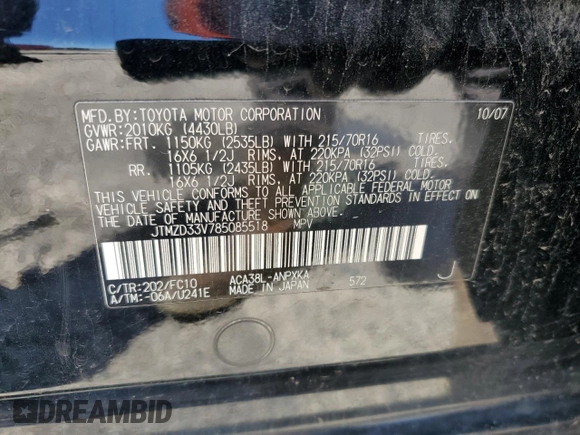 MFD.BY:TOYOTA MOTOR CORPORATION 10/07
GVWR:2010KG (4430LB)
GAWR:FRT. 1150KG (2535LB) WITH 215/70R16 TIRES.
16X6 1/2J RIMS. AT 220KPA (32PSI) COLD.
RR. 1105KG (2435LB) WITH 215/70R16 TIRES.
16X6 1/2J RIMS. AT 220KPA (32PSI) COLD.
THIS VEHICLE CONFORMS TO ALL APPLICABLE FEDERAL MOTOR
VEHICLE SAFETY AND THEFT PREVENTION STANDARDS IN EFFECT ON
THE DATE OF MANUFACTURE SHOWN ABOVE.
JTMZD33V785085518 MPV
C/TR:202/FC10 ACA38L-ANPXKA 572 J
A/TM:-06A/U241E MADE IN JAPAN
DREAMBID